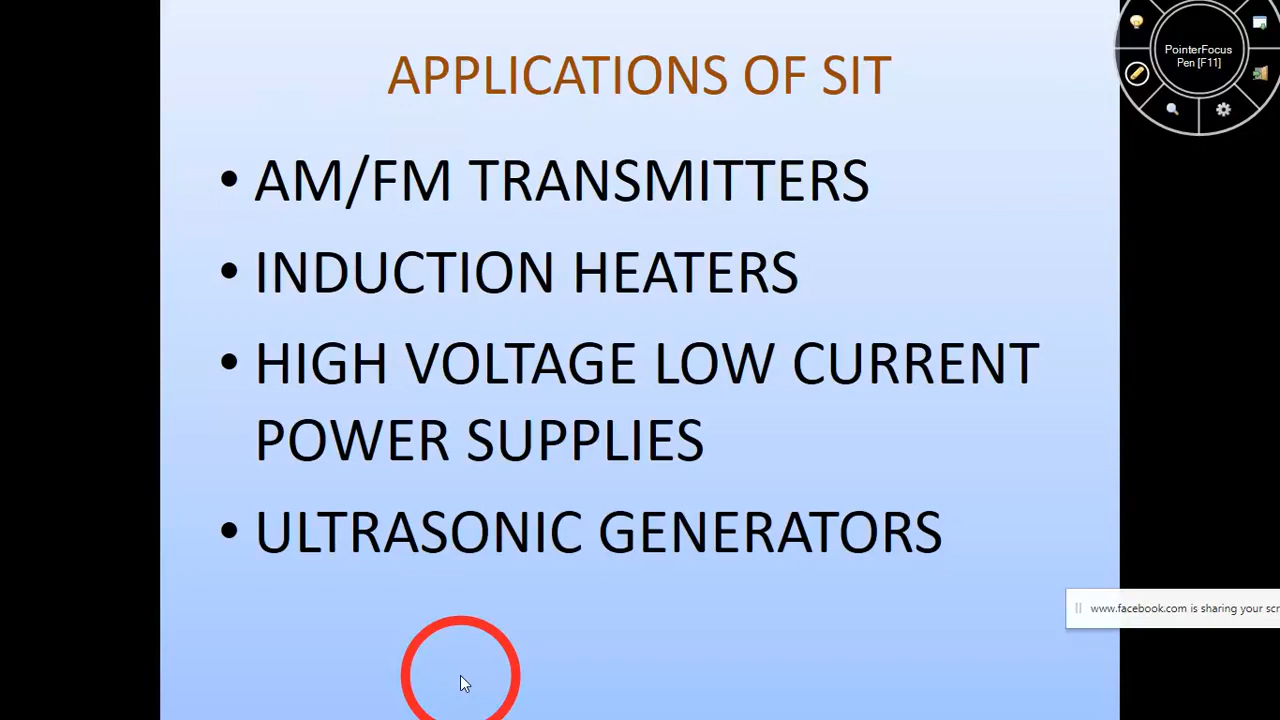 APPLICATIONS OF SIT
• AM/FM TRANSMITTERS
• INDUCTION HEATERS
• HIGH VOLTAGE LOW CURRENT
POWER SUPPLIES
• ULTRASONIC GENERATORS
PointerFocus
Pen [F11]
www.facebook.com is sharing your scr